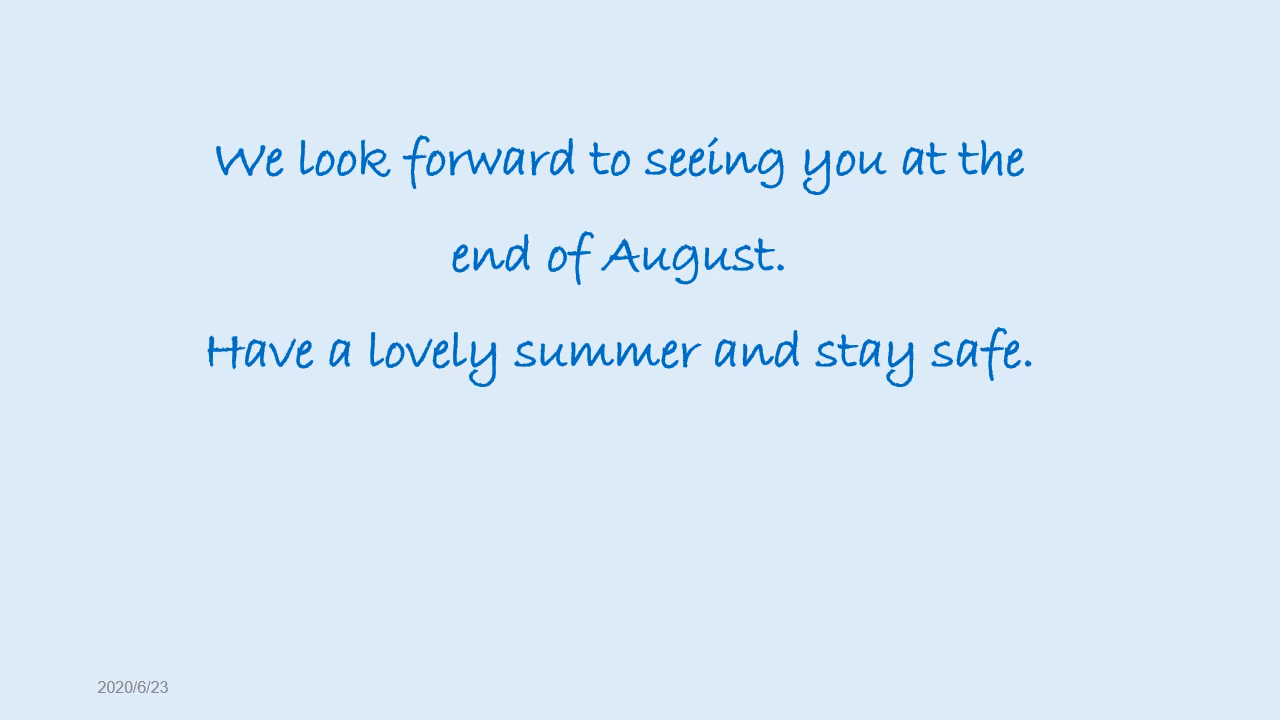 We look forward to seeing you at the
end of August.
Have a lovely summer and stay safe.
2020/6/23